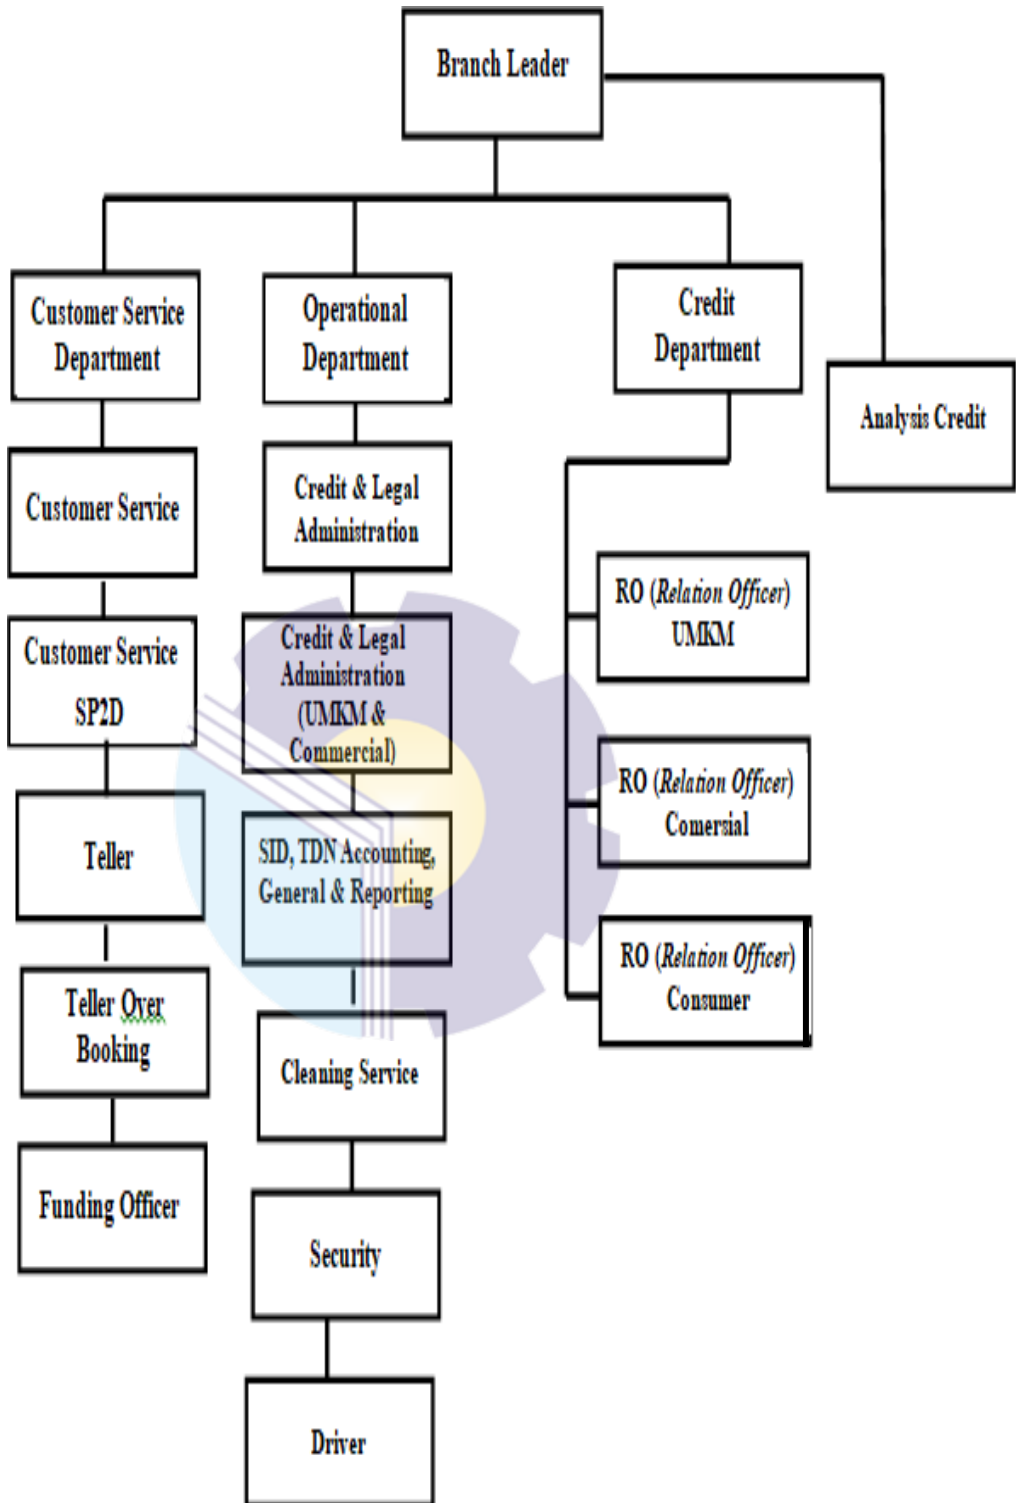 Branch Leader
Customer Service
Department
Operational
Department
Credit
Department
Analysis Credit
Customer Service
Credit & Legal
Administration
RO (Relation Officer)
UMKM
Customer Service
SP2D
Credit & Legal
Administration
(UMKM &
Commercial)
RO (Relation Officer)
Comersial
Teller
SID, TDN Accounting,
General & Reporting
RO (Relation Officer)
Consumer
Teller Over
Booking
Cleaning Service
Funding Officer
Security
Driver